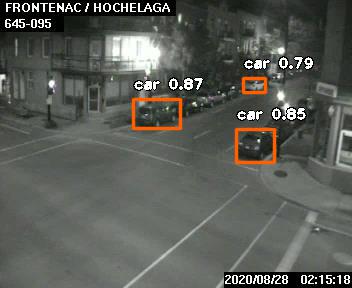 FRONTENAC / HOCHELAGA
645-095
car 0.79
car 0.87
car 0.85
2020/08/28 02:15:18